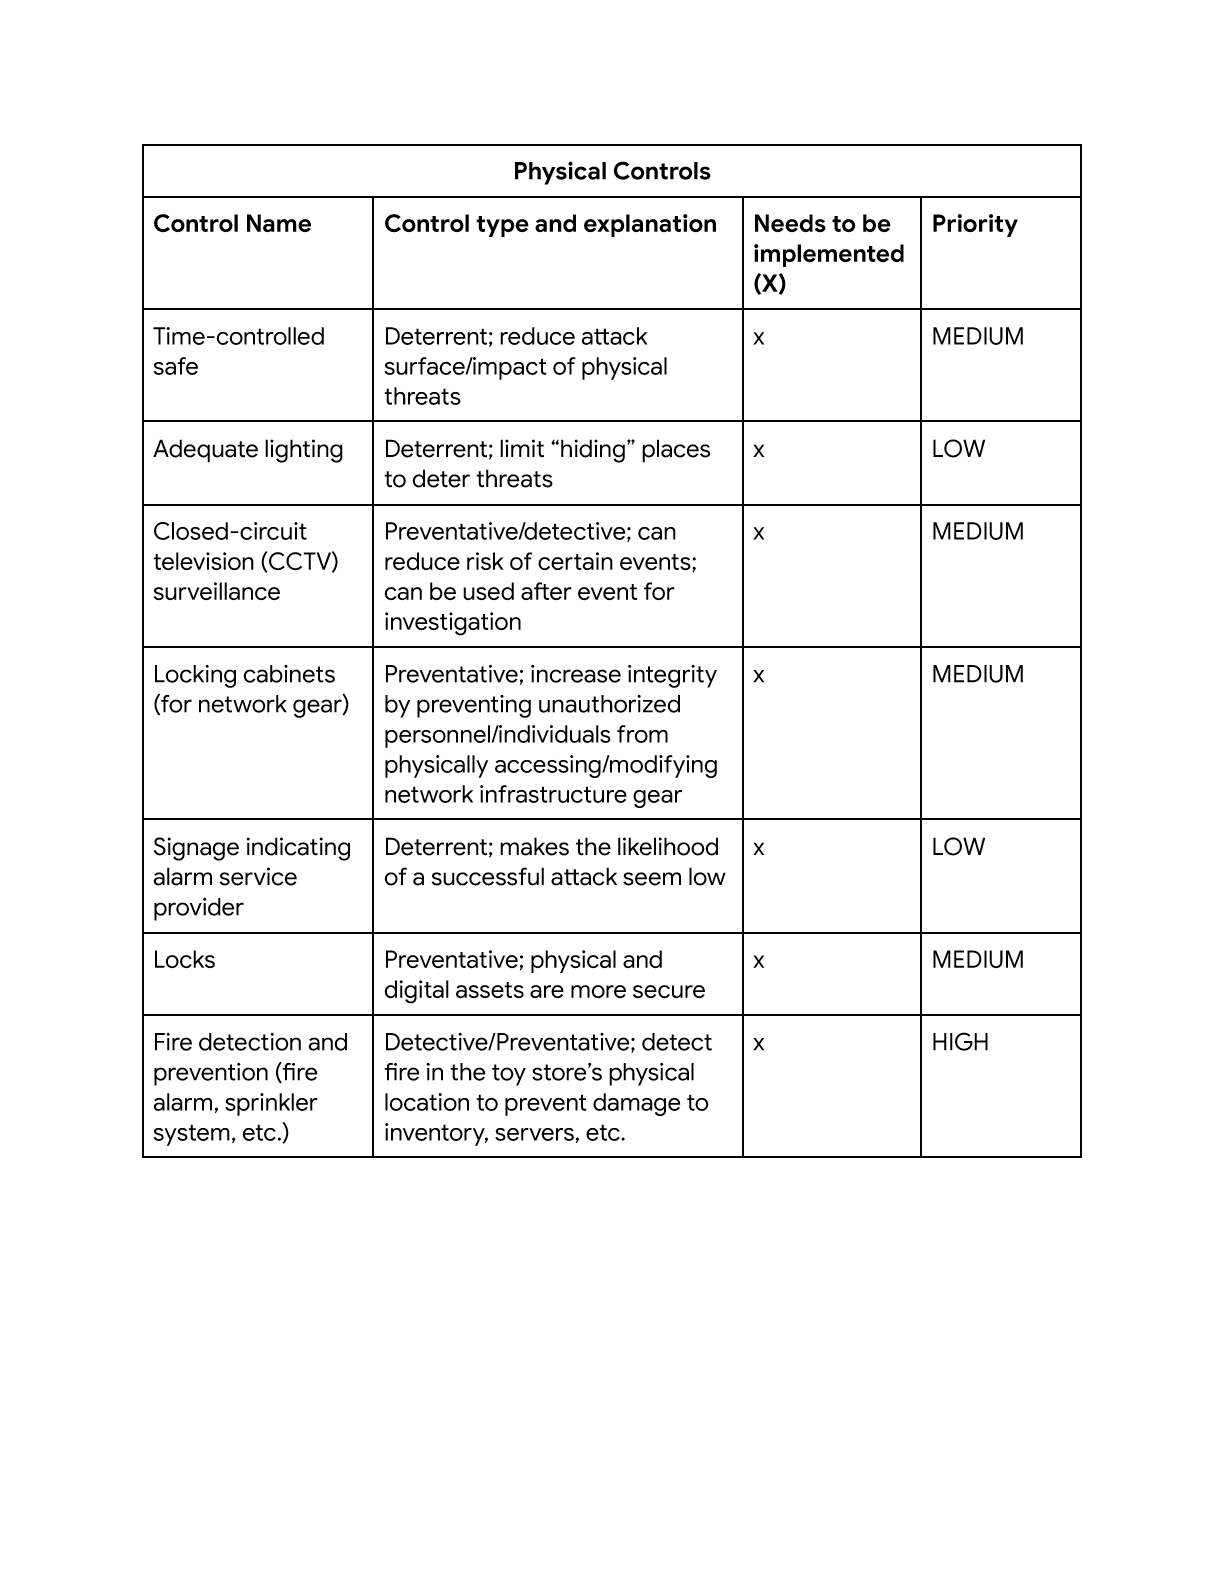 Physical Controls
Control Name
Control type and explanation
Needs to be
implemented
(X)
Priority
Time-controlled
safe
Deterrent; reduce attack
surface/impact of physical
threats
x
MEDIUM
Adequate lighting
Deterrent; limit “hiding” places
to deter threats
x
LOW
Closed-circuit
television (CCTV)
surveillance
Preventative/detective; can
reduce risk of certain events;
can be used after event for
investigation
x
MEDIUM
Locking cabinets
(for network gear)
Preventative; increase integrity
by preventing unauthorized
personnel/individuals from
physically accessing/modifying
network infrastructure gear
x
MEDIUM
Signage indicating
alarm service
provider
Deterrent; makes the likelihood
of a successful attack seem low
x
LOW
Locks
Preventative; physical and
digital assets are more secure
x
MEDIUM
Fire detection and
prevention (fire
alarm, sprinkler
system, etc.)
Detective/Preventative; detect
fire in the toy store’s physical
location to prevent damage to
inventory, servers, etc.
x
HIGH